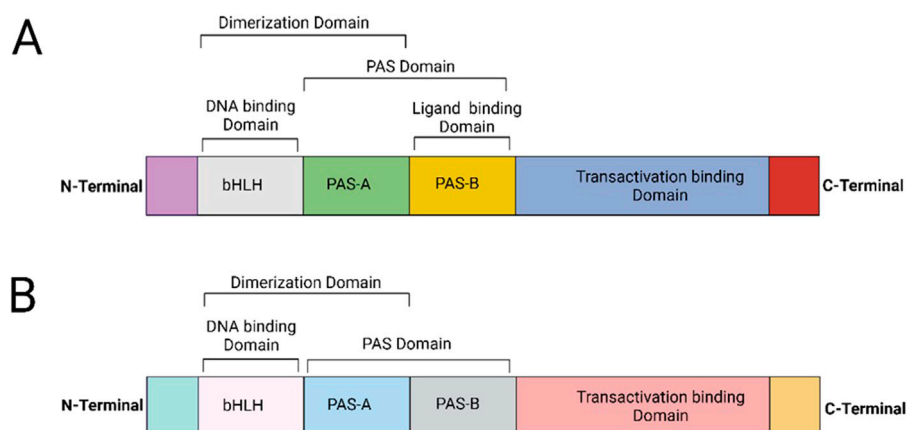 A
Dimerization Domain
PAS Domain
DNA binding
Domain
Ligand binding
Domain
N-Terminal
bHLH
PAS-A
PAS-B
Transactivation binding
Domain
C-Terminal
B
Dimerization Domain
DNA binding
Domain
PAS Domain
N-Terminal
bHLH
PAS-A
PAS-B
Transactivation binding
Domain
C-Terminal